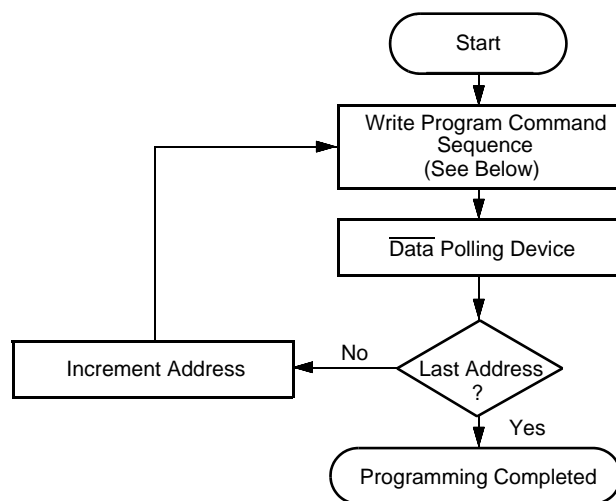 Start
Write Program Command
Sequence
(See Below)
Data Polling Device
Increment Address
No
Last Address
?
Yes
Programming Completed